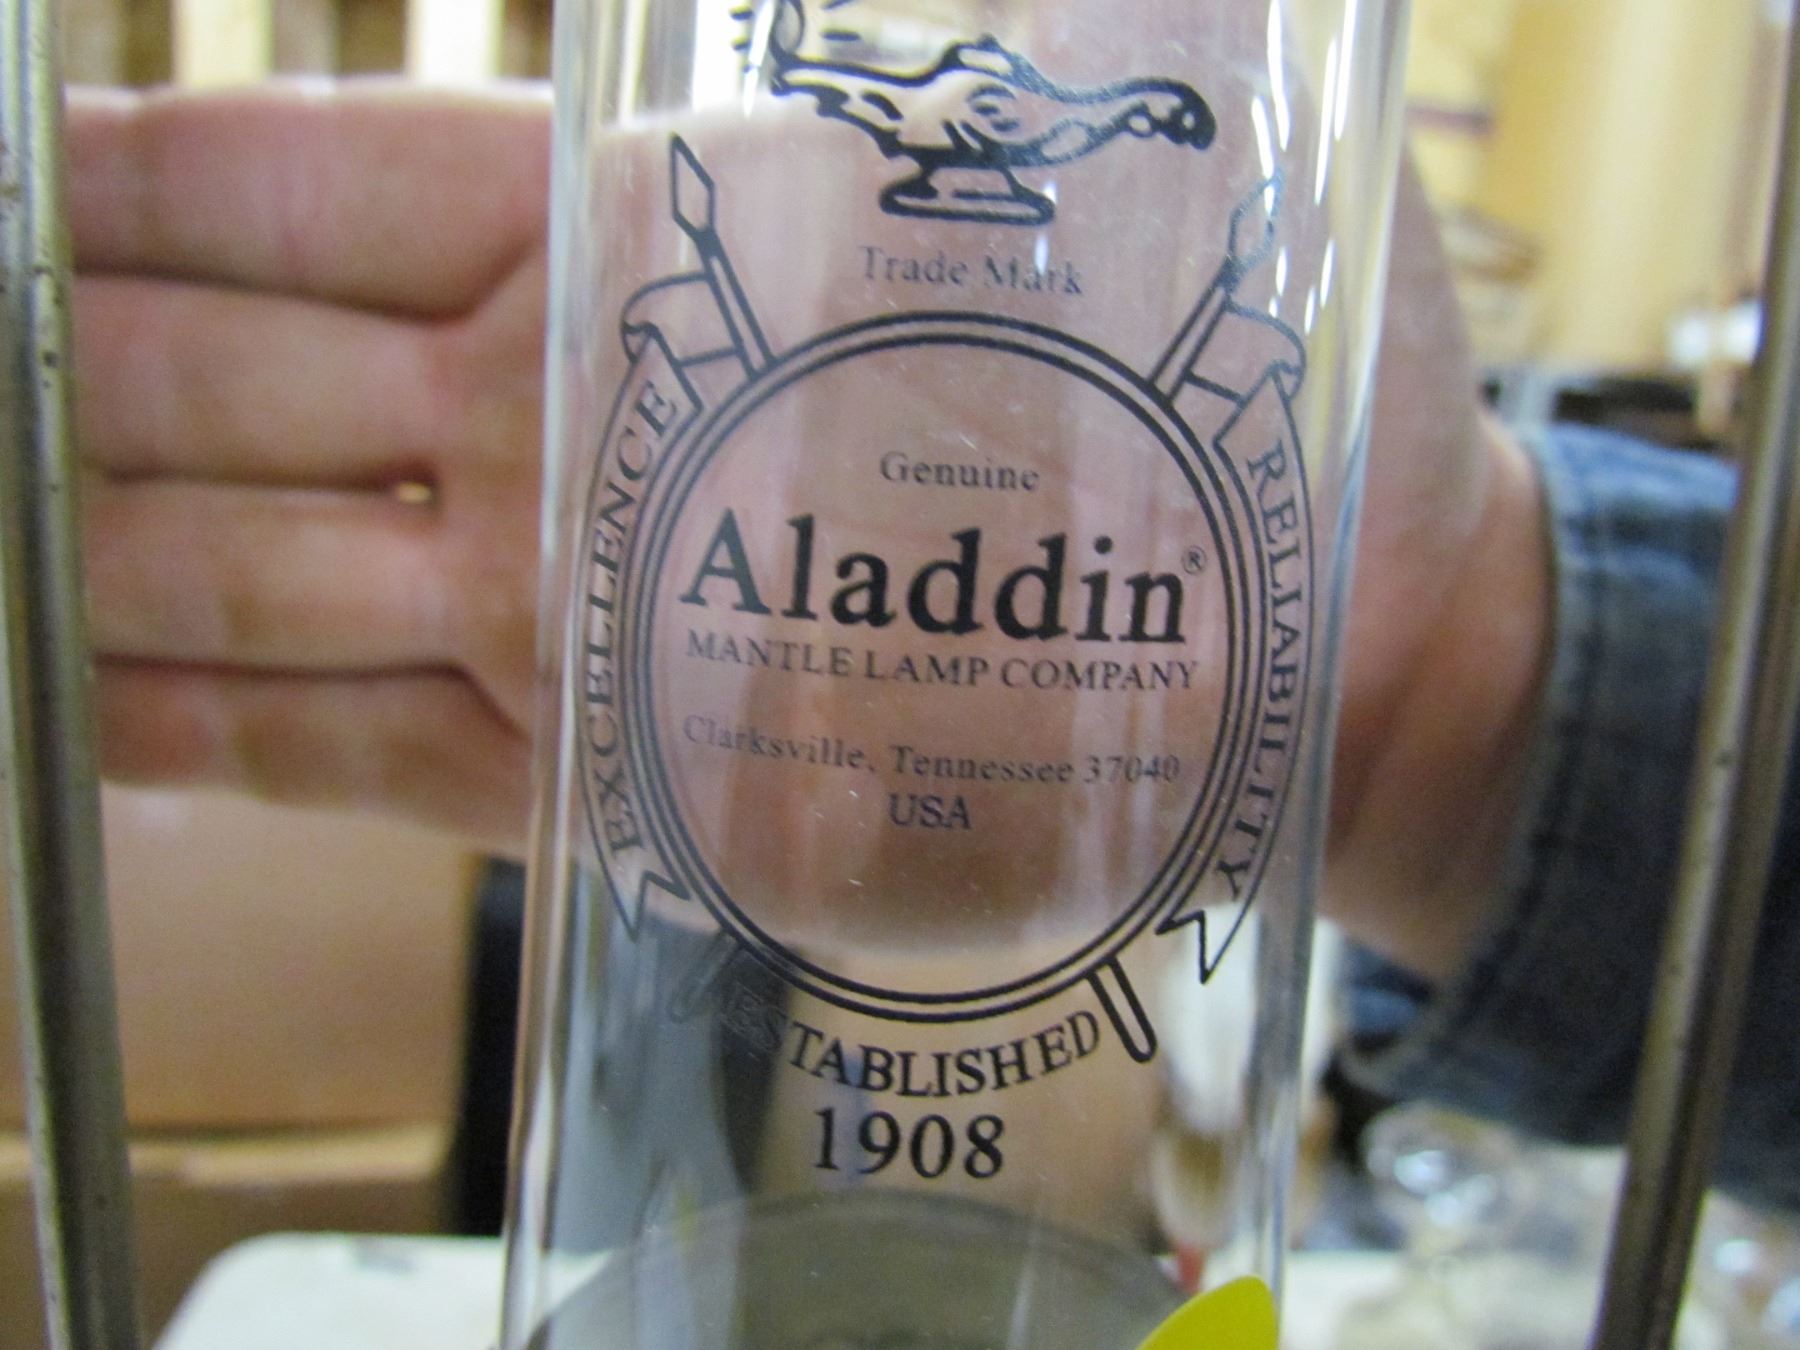 Trade Mark
EXCELLENCE
RELIABILITY
Genuine
Aladdin®
MANTLE LAMP COMPANY
Clarksville, Tennessee 37040
USA
ESTABLISHED
1908